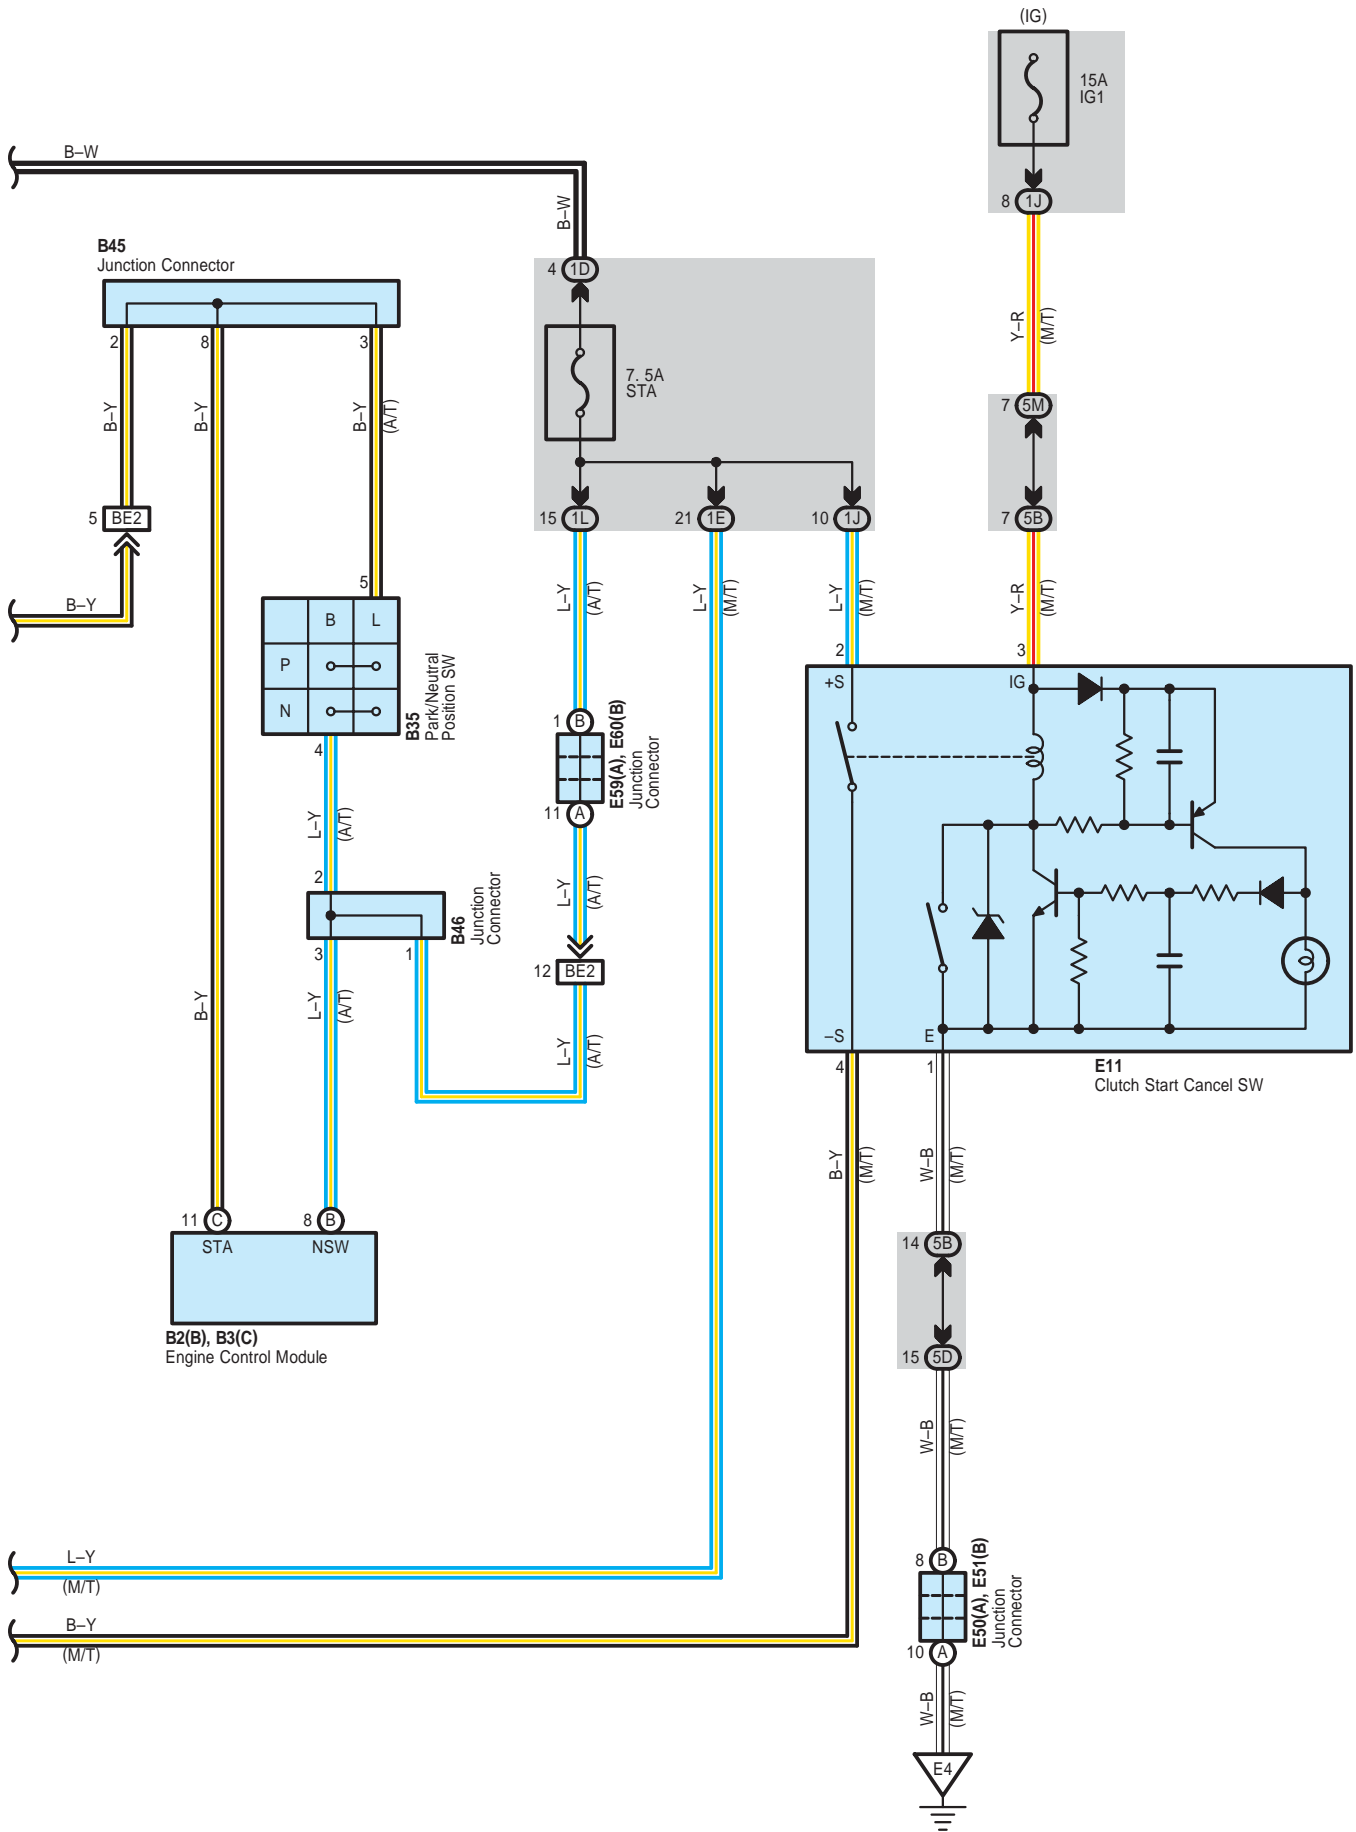 (IG)
15A
IG1
8 1J
B–W
B–W
B45
Junction Connector
4 1D
2
8
3
7. 5A
STA
Y–R
(M/T)
B–Y
B–Y
B–Y
(A/T)
7 5M
5 BE2
15 1L
21 1E
10 1J
7 5B
5
B–Y
L–Y
(A/T)
L–Y
(M/T)
L–Y
(M/T)
Y–R
(M/T)
B L
P
N
B35
Park/Neutral
Position SW
4
2
3
+S
IG
1 B
11 A
E59(A), E60(B)
Junction
Connector
L–Y
(A/T)
2
B46
Junction
Connector
3
1
L–Y
(A/T)
12 BE2
B–Y
L–Y
(A/T)
L–Y
(A/T)
–S
E
4
1
E11
Clutch Start Cancel SW
B–Y
(M/T)
W–B
(M/T)
11 C
8 B
STA
NSW
B2(B), B3(C)
Engine Control Module
14 5B
15 5D
W–B
(M/T)
L–Y
(M/T)
8 B
10 A
E50(A), E51(B)
Junction
Connector
B–Y
(M/T)
W–B
(M/T)
E4